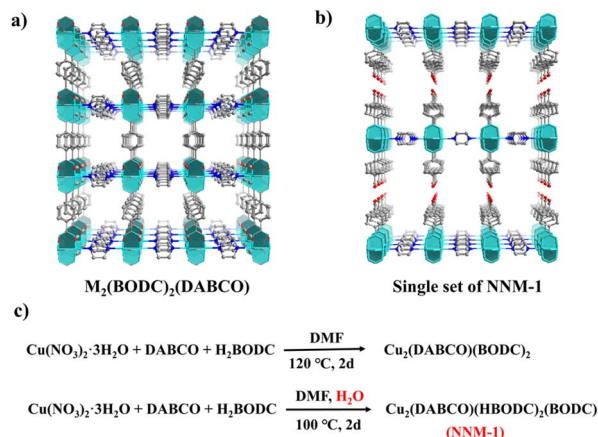 a)
b)
M₂(BODC)₂(DABCO)
Single set of NNM-1
c)
Cu(NO₃)₂·3H₂O + DABCO + H₂BODC
DMF
120 °C, 2d
Cu₂(DABCO)(BODC)₂
Cu(NO₃)₂·3H₂O + DABCO + H₂BODC
DMF, H₂O
100 °C, 2d
Cu₂(DABCO)(HBODC)₂(BODC)
(NNM-1)